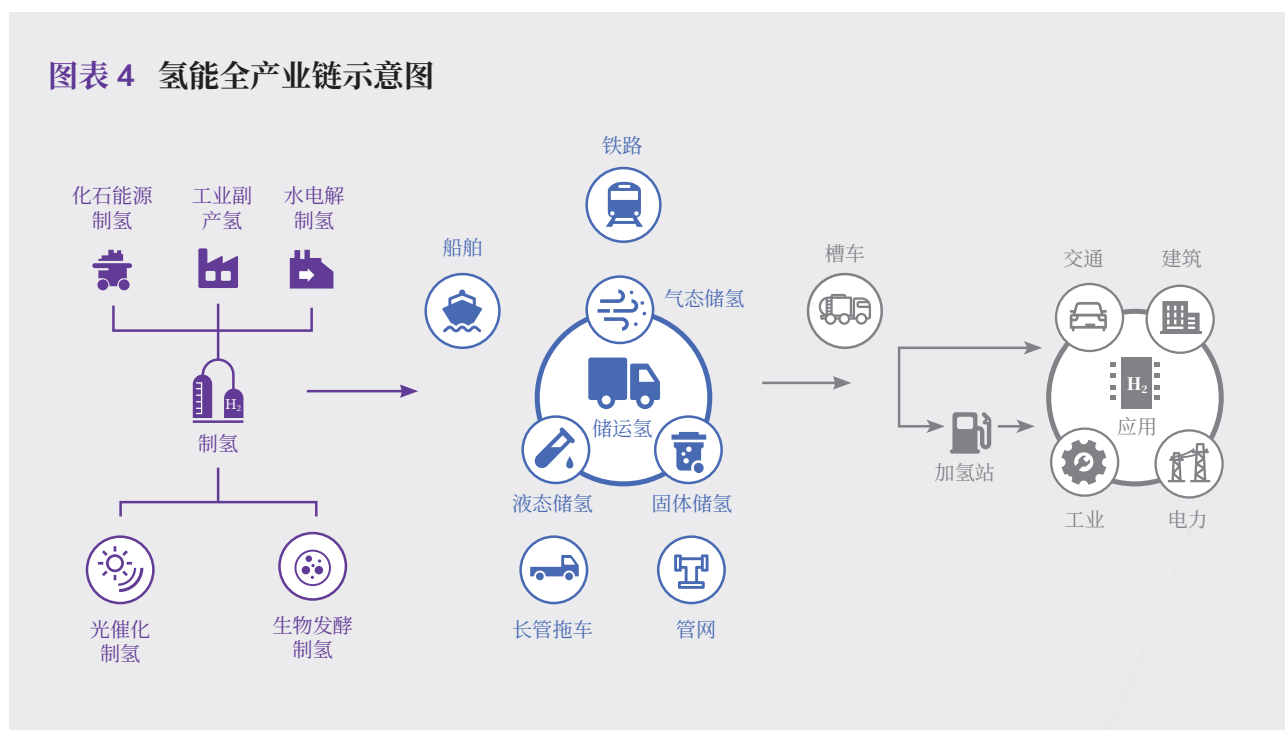 图表 4 氢能全产业链示意图
化石能源
制氢
工业副
产氢
水电解
制氢
H₂
制氢
光催化
制氢
生物发酵
制氢
铁路
船舶
气态储氢
储运氢
液态储氢
固体储氢
长管拖车
管网
槽车
加氢站
交通
建筑
H₂
应用
工业
电力